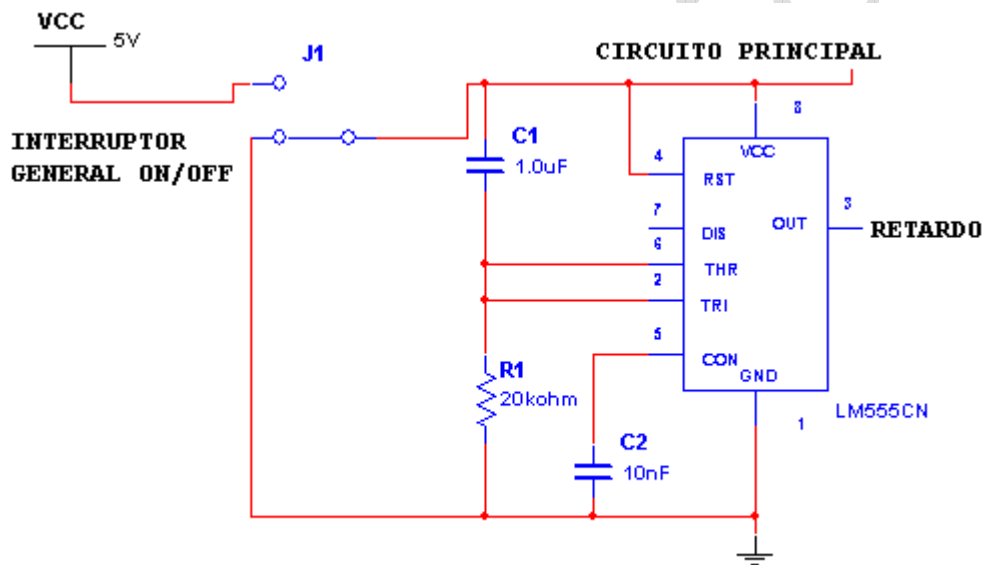 VCC
5V
J1
CIRCUITO PRINCIPAL
INTERRUPTOR
GENERAL ON/OFF
C1
1.0uF
8
VCC
4
RST
7
DIS
6
THR
2
TRI
5
CON
GND
OUT
3
RETARDO
R1
20kohm
C2
10nF
1
LM555CN